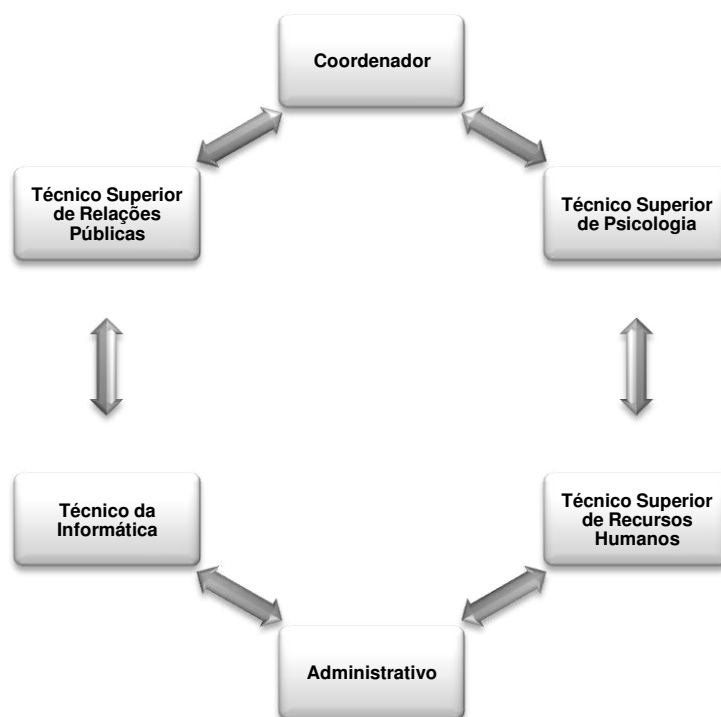 Coordenador
Técnico Superior
de Relações
Públicas
Técnico Superior
de Psicologia
Técnico da
Informática
Técnico Superior
de Recursos
Humanos
Administrativo